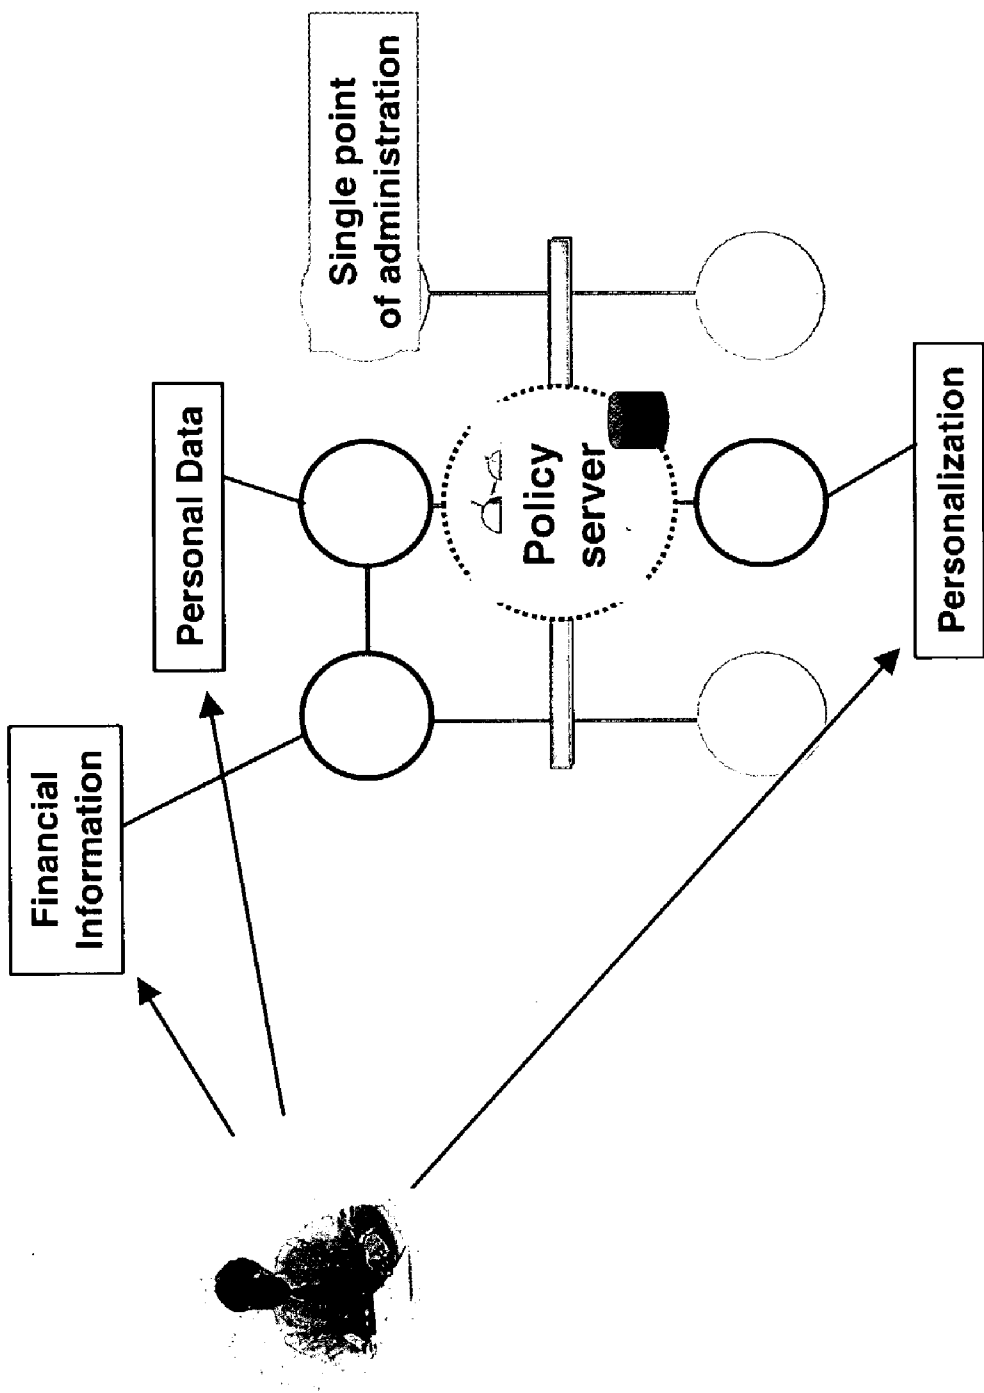 Financial
Information
Personal Data
Single point
of administration
Policy
server
Personalization